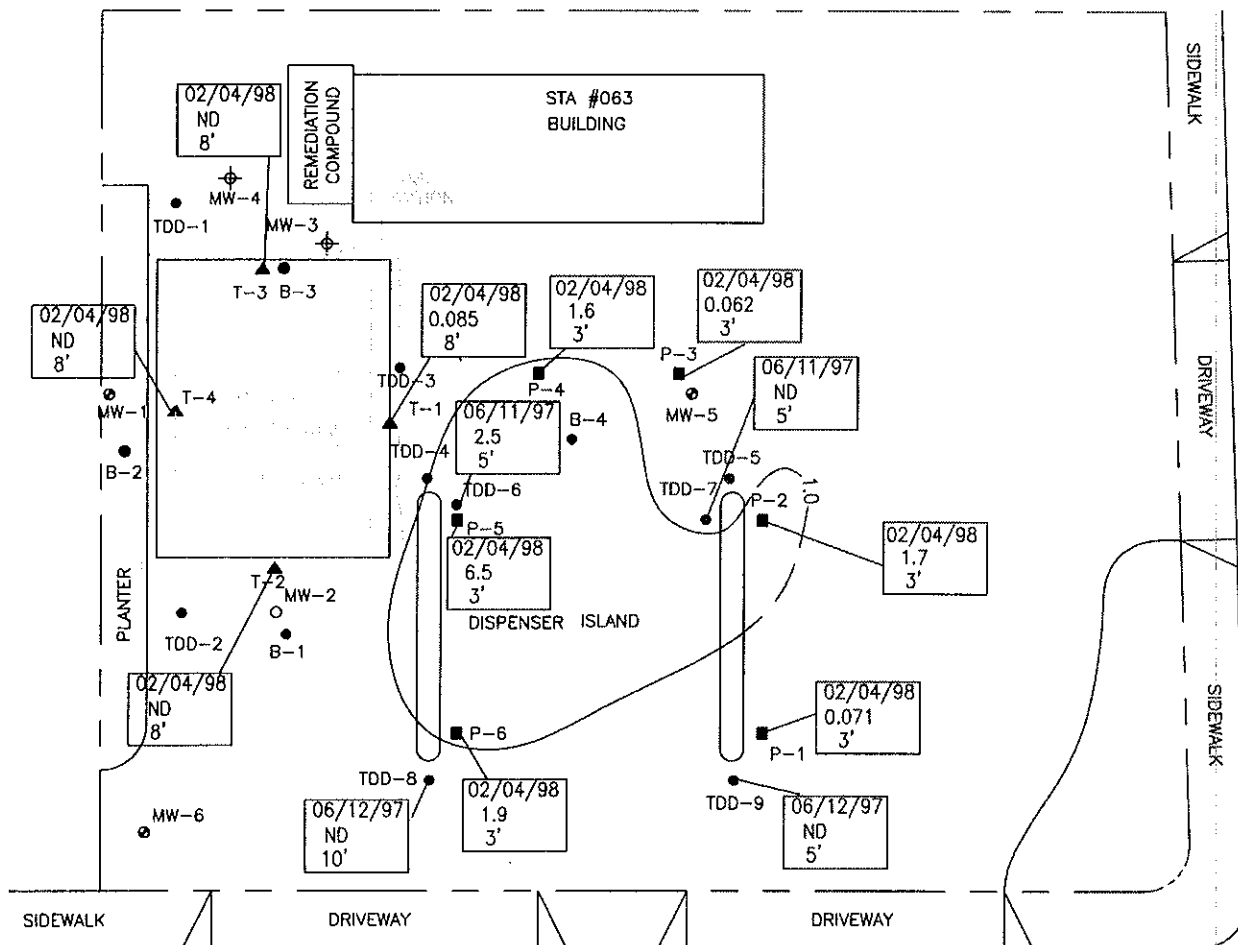 SIDEWALK
STA #063
BUILDING
REMEDIATION
COMPOUND
02/04/98
ND
8'
MW-4
TDD-1
MW-3
T-3
B-3
02/04/98
0.085
8'
02/04/98
1.6
3'
02/04/98
0.062
3'
02/04/98
ND
8'
DRIVEWAY
P-3
06/11/97
ND
5'
TDD-3
P-4
MW-1
T-4
T-1
MW-5
06/11/97
2.5
5'
B-4
B-2
TDD-4
TDD-5
TDD-6
TDD-7
P-2
1.0
P-5
02/04/98
6.5
3'
02/04/98
1.7
3'
PLANTER
T-2
MW-2
TDD-2
B-1
DISPENSER ISLAND
02/04/98
ND
8'
02/04/98
0.071
3'
SIDEWALK
P-6
P-1
TDD-8
02/04/98
1.9
3'
TDD-9
06/12/97
ND
10'
06/12/97
ND
5'
MW-6
SIDEWALK
DRIVEWAY
DRIVEWAY